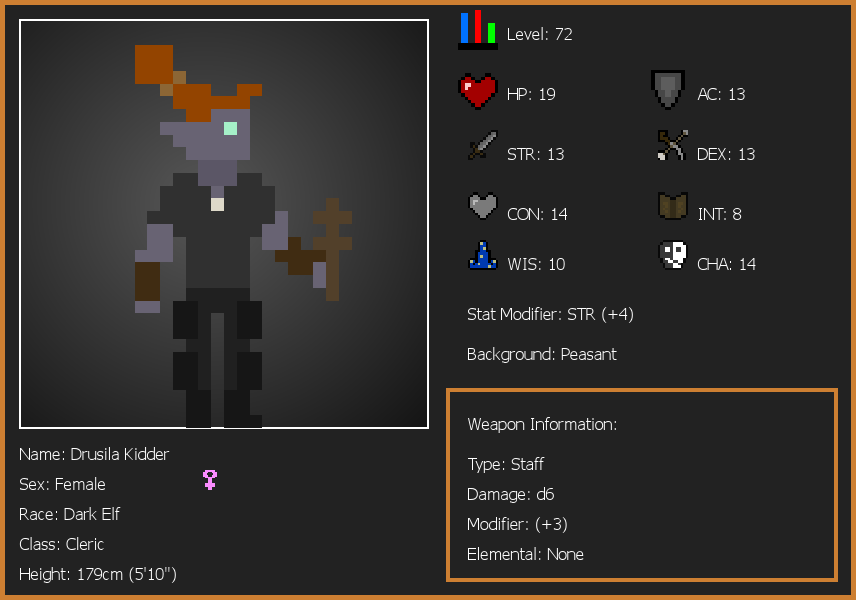 Level: 72
HP: 19
AC: 13
STR: 13
DEX: 13
CON: 14
INT: 8
WIS: 10
CHA: 14
Stat Modifier: STR (+4)
Background: Peasant
Weapon Information:
Type: Staff
Damage: d6
Modifier: (+3)
Elemental: None
Name: Drusila Kidder
Sex: Female
Race: Dark Elf
Class: Cleric
Height: 179cm (5'10")